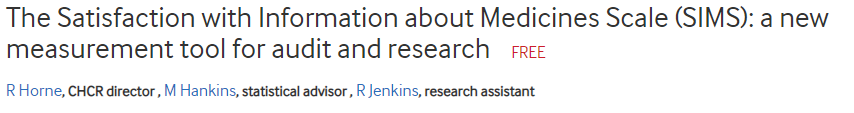 The Satisfaction with Information about Medicines Scale (SIMS): a new
measurement tool for audit and research FREE
R Horne, CHCR director, M Hankins, statistical advisor, R Jenkins, research assistant